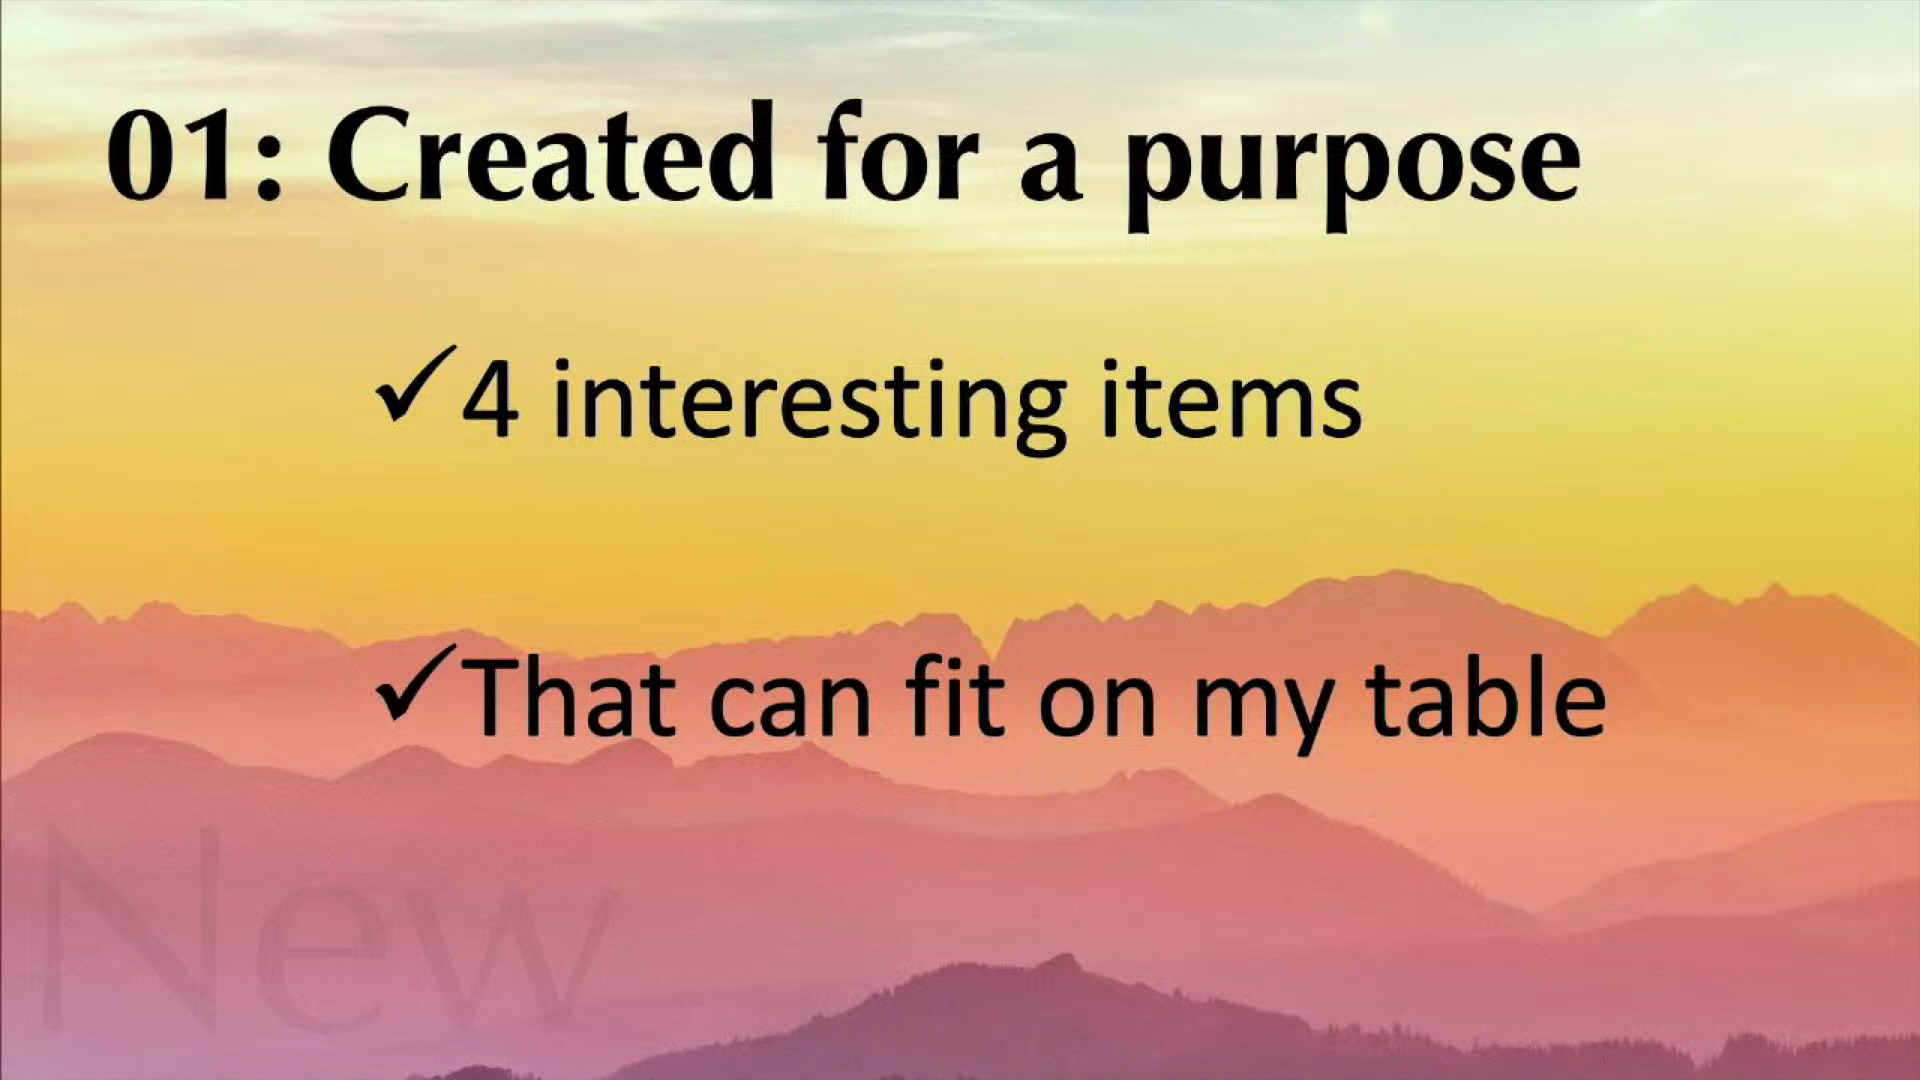 01: Created for a purpose
✓4 interesting items
✓That can fit on my table
New